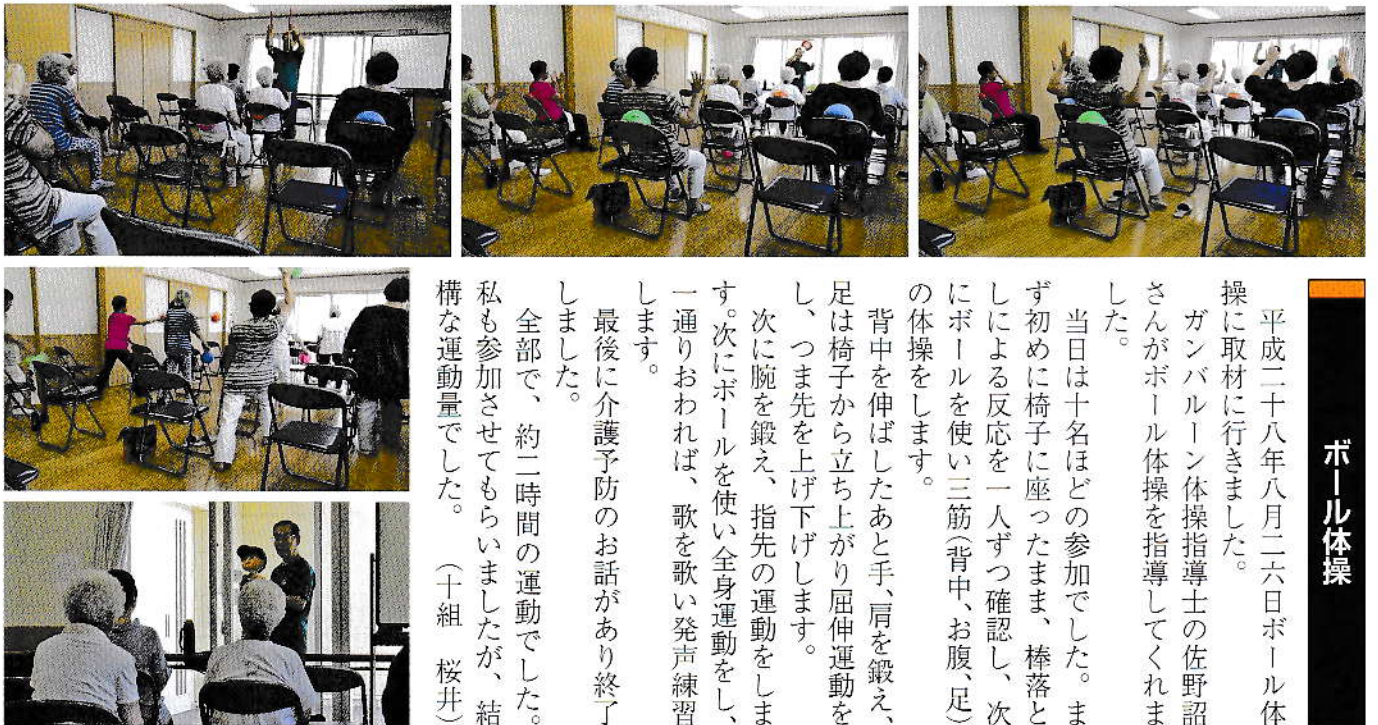 ボール体操
平成二十八年八月二六日ボール体
操に取材に行きました。
ガンバルーン体操指導士の佐野詔
さんがボール体操を指導してくれま
した。
当日は十名ほどの参加でした。ま
ず初めに椅子に座ったまま、棒落と
しによる反応を一人ずつ確認し、次
にボールを使い三筋(背中、お腹、足)
の体操をします。
背中を伸ばしたあと手、肩を鍛え、
足は椅子から立ち上がり屈伸運動を
し、つま先を上げ下げします。
次に腕を鍛え、指先の運動をしま
す。次にボールを使い全身運動をし、
一通りおわれば、歌を歌い発声練習
します。
最後に介護予防のお話があり終了
しました。
全部で、約二時間の運動でした。
私も参加させてもらいましたが、結
構な運動量でした。 (十組 桜井)